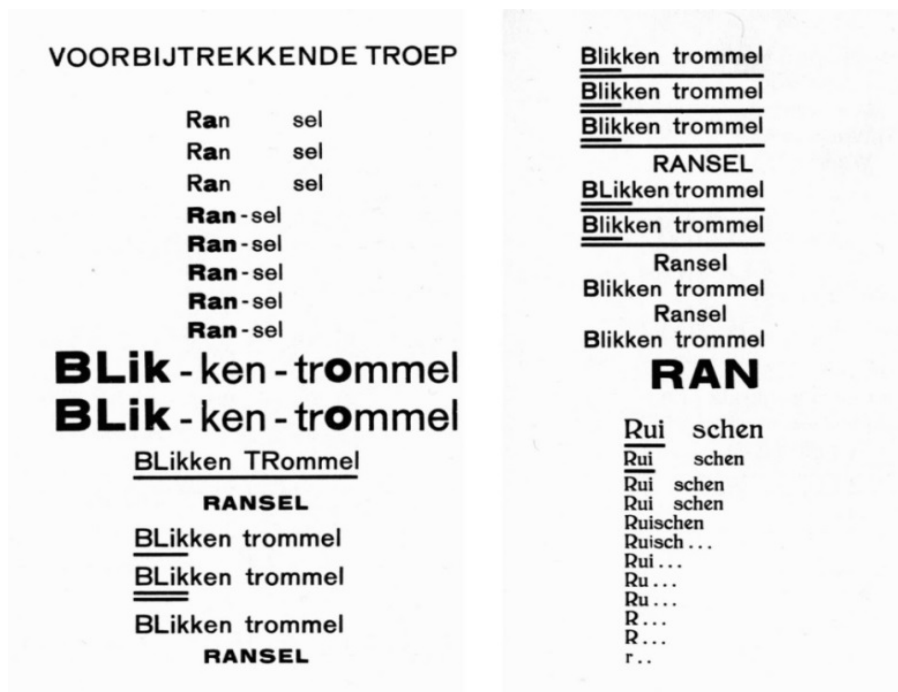 VOORBIJTREKKENDE TROEP
Ran sel
Ran sel
Ran sel
Ran-sel
Ran-sel
Ran-sel
Ran-sel
Ran-sel
BLik-ken-trommel
BLik-ken-trommel
BLikken TRommel
RANSEL
BLikken trommel
BLikken trommel
BLikken trommel
RANSEL
Blikken trommel
Blikken trommel
Blikken trommel
RANSEL
BLikken trommel
Blikken trommel
Ransel
Blikken trommel
Ransel
Blikken trommel
RAN
Rui schen
Rui schen
Rui schen
Rui schen
Ruischen
Ruisch...
Rui...
Ru...
Ru...
R...
R...
r..